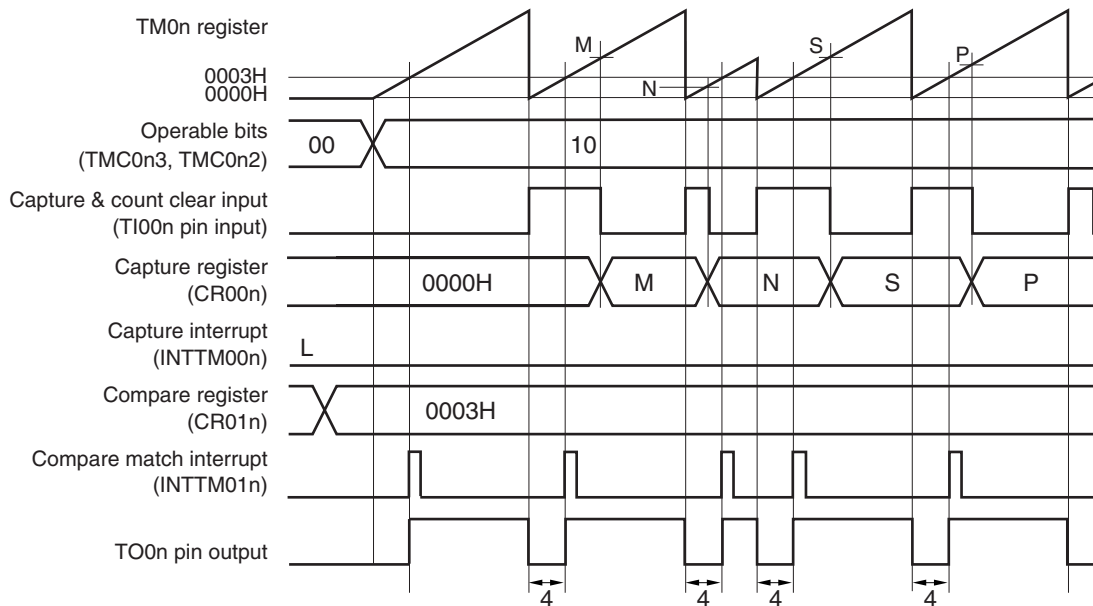 TM0n register
M
S
P
N
0003H
0000H
Operable bits
(TMC0n3, TMC0n2)
00
10
Capture & count clear input
(TI00n pin input)
Capture register
(CR00n)
0000H
M
N
S
P
Capture interrupt
(INTTM00n)
L
Compare register
(CR01n)
0003H
Compare match interrupt
(INTTM01n)
TO0n pin output
4
4
4
4